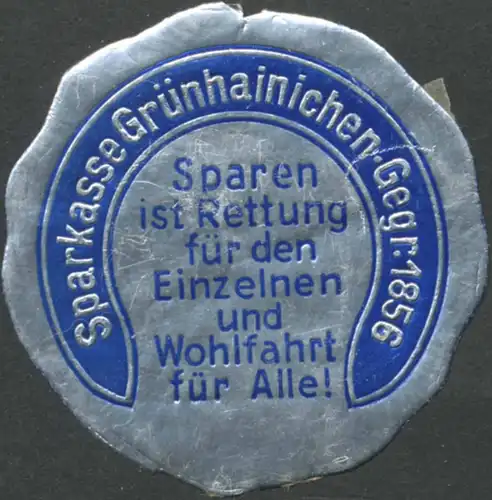 Sparkasse Grünhainichen·Gegr:1856
Sparen
ist Rettung
für den
Einzelnen
und
Wohlfahrt
für Alle!